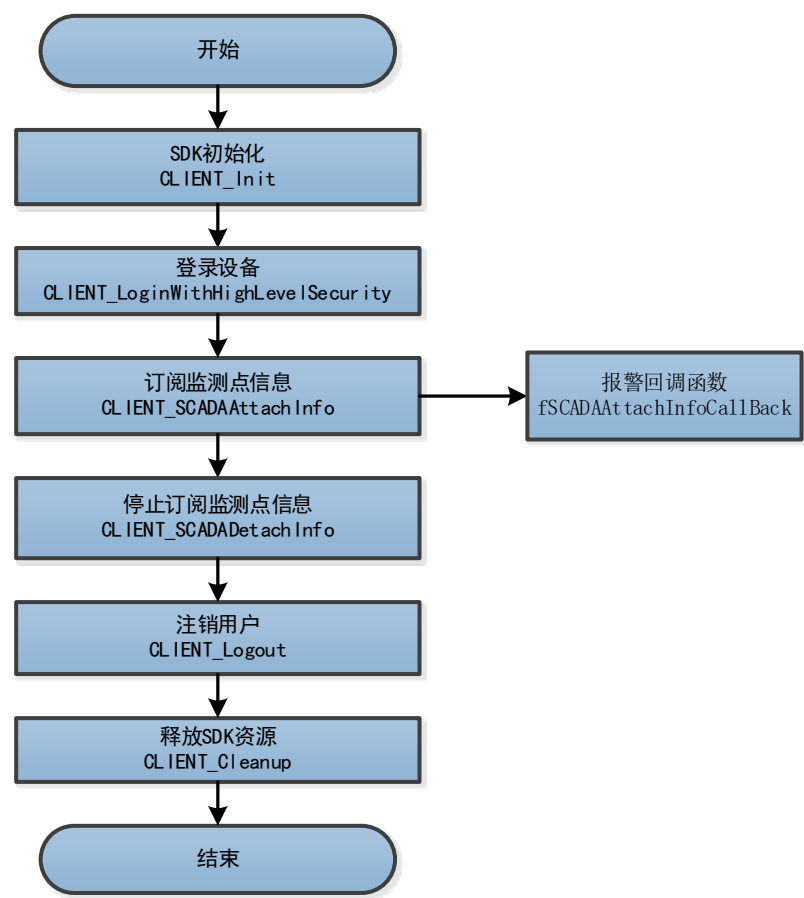 开始
SDK初始化
CLIENT_Init
登录设备
CLIENT_LoginWithHighLevelSecurity
订阅监测点信息
CLIENT_SCADAAttachInfo
报警回调函数
fSCADAAttachInfoCallBack
停止订阅监测点信息
CLIENT_SCADADetachInfo
注销用户
CLIENT_Logout
释放SDK资源
CLIENT_Cleanup
结束